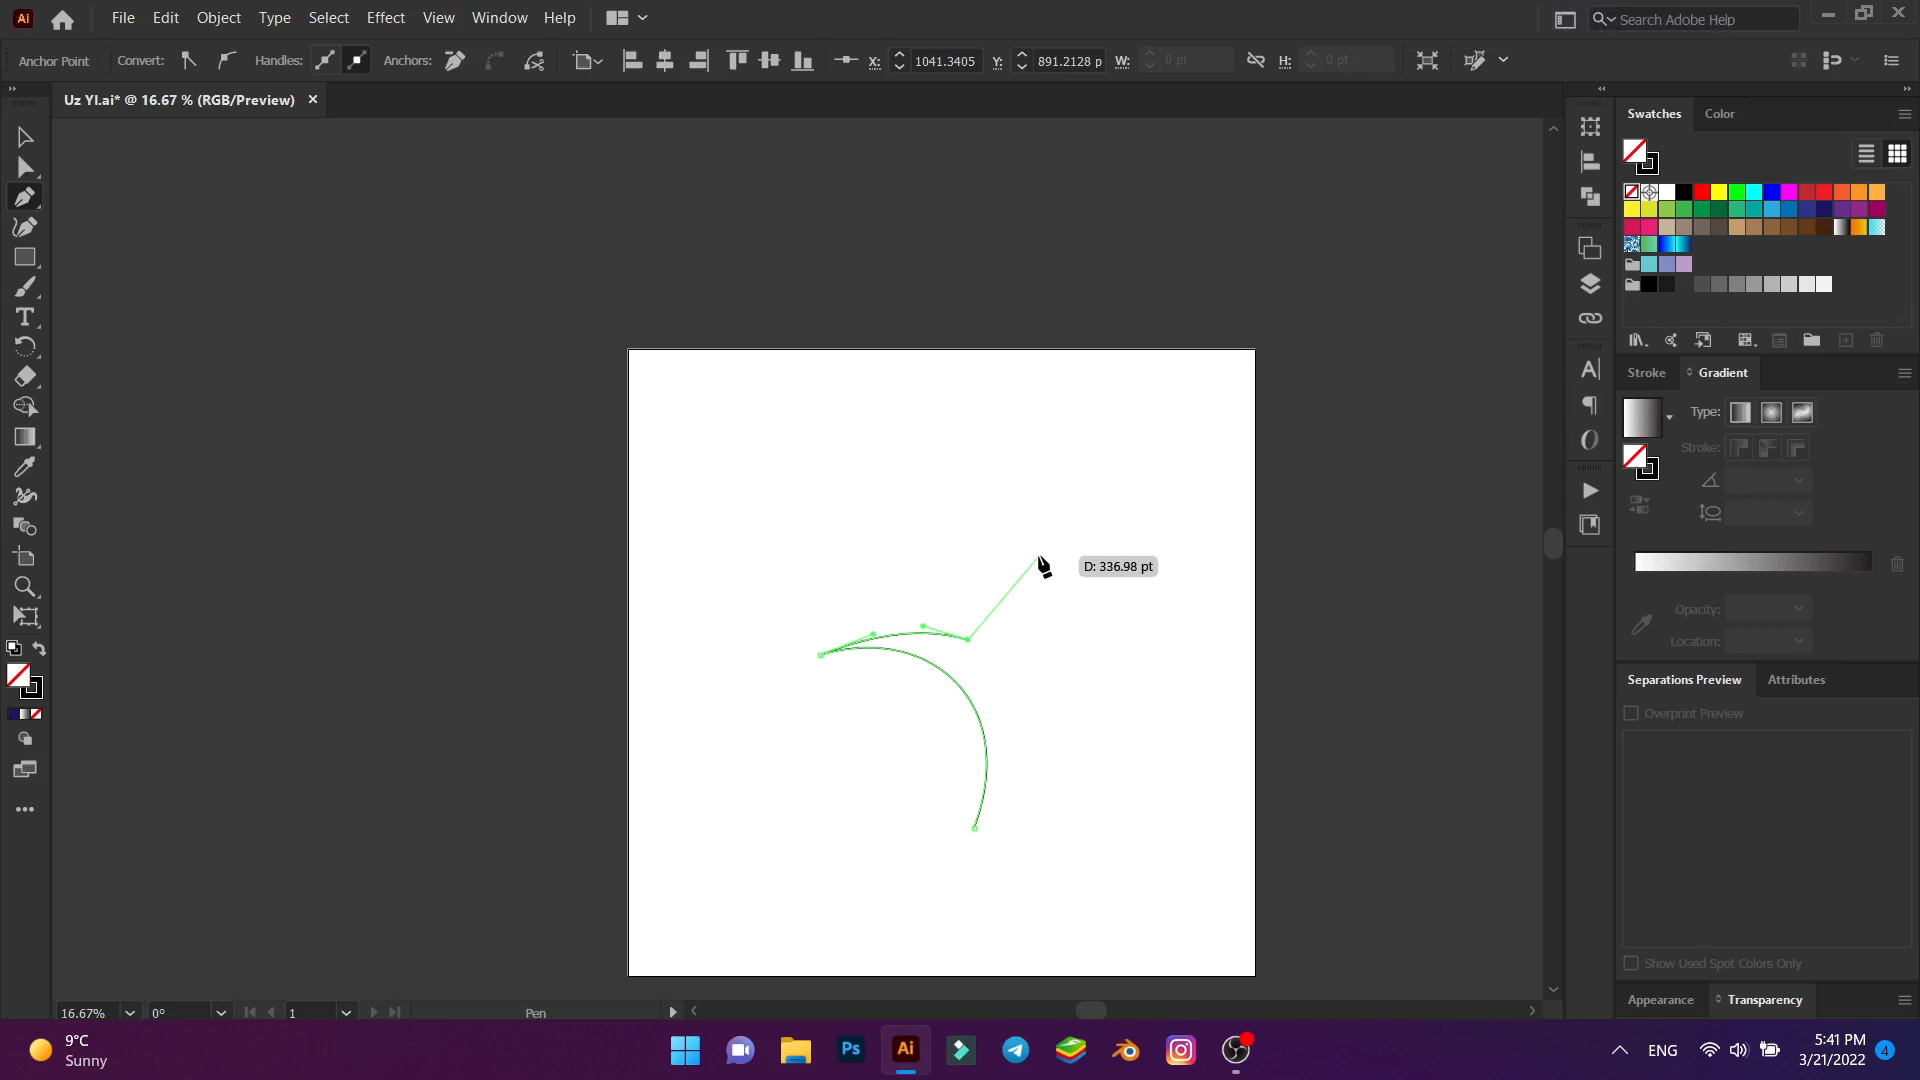 Ai File Edit Object Type Select Effect View Window Help Search Adobe Help
Anchor Point Convert: Handles: Anchors: X: 1041.3405 Y: 891.2128 p W: 0 pt H: 0 pt
Uz YI.ai* @ 16.67 % (RGB/Preview) ×
Swatches Color
Stroke Gradient
Type:
Stroke:
D: 336.98 pt
Opacity:
Location:
Separations Preview Attributes
Overprint Preview
Show Used Spot Colors Only
Appearance Transparency
16.67% 0° 1 Pen
9°C
Sunny
Ps Ai
ENG
5:41 PM
3/21/2022
4